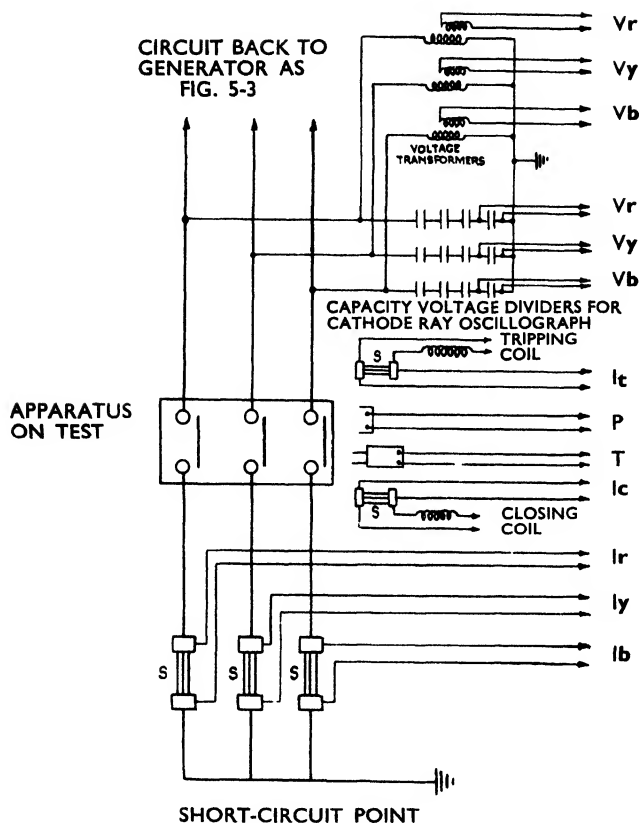 Vr
CIRCUIT BACK TO
GENERATOR AS
FIG. 5-3
Vy
Vb
VOLTAGE
TRANSFORMERS
Vr
Vy
Vb
CAPACITY VOLTAGE DIVIDERS FOR
CATHODE RAY OSCILLOGRAPH
TRIPPING
COIL
S
It
APPARATUS
ON TEST
P
T
Ic
S
CLOSING
COIL
Ir
Iy
Ib
S
S
S
SHORT-CIRCUIT POINT